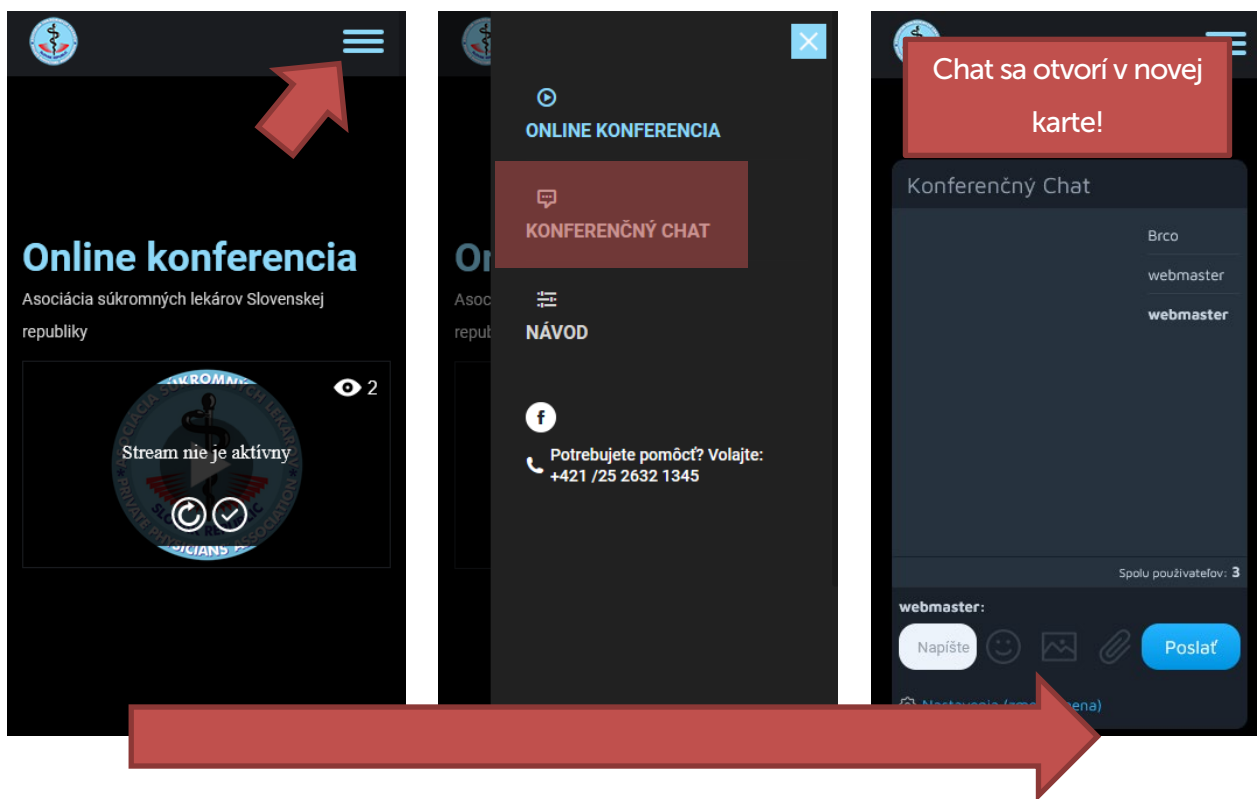 Online konferencia
Asociácia súkromných lekárov Slovenskej
republiky
2
Stream nie je aktívny
ONLINE KONFERENCIA
KONFERENČNÝ CHAT
NÁVOD
Potrebujete pomôcť? Volajte:
+421 /25 2632 1345
Chat sa otvorí v novej
karte!
Konferenčný Chat
Brco
webmaster
webmaster
Spolu používateľov: 3
webmaster:
Napíšte
Poslať